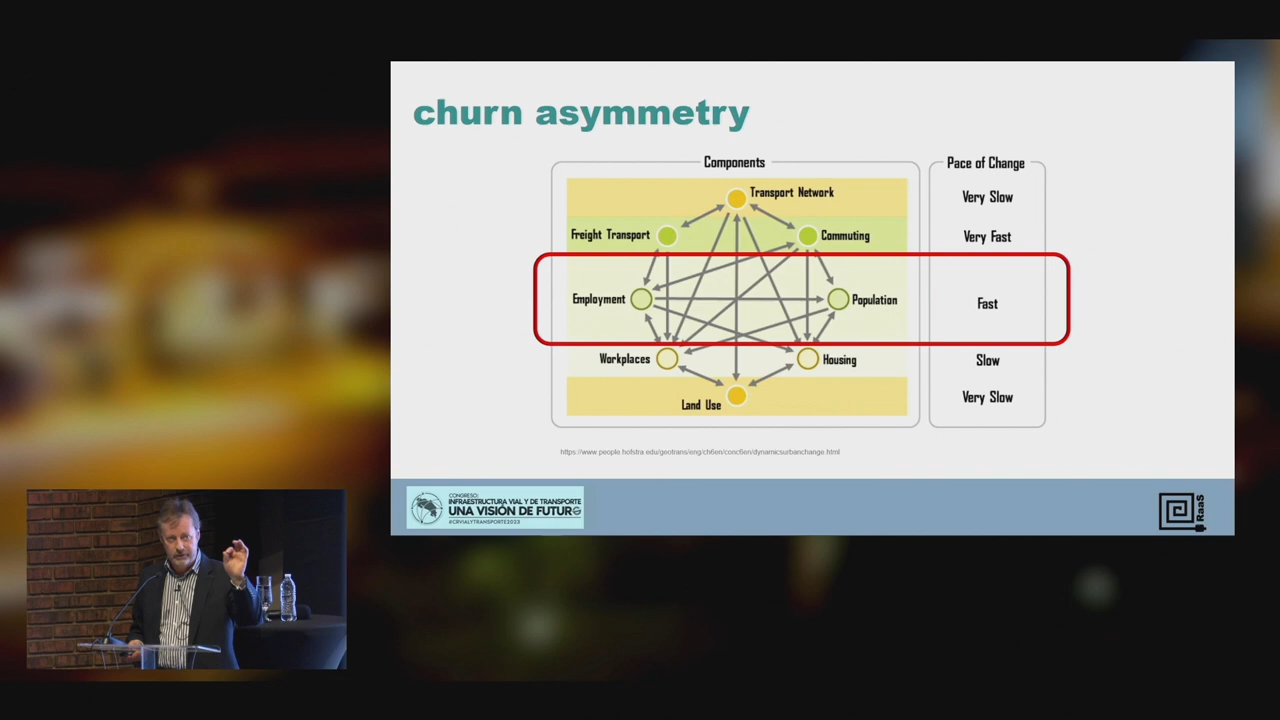 churn asymmetry
Components
Pace of Change
Transport Network
Very Slow
Freight Transport
Commuting
Very Fast
Employment
Population
Fast
Workplaces
Housing
Slow
Land Use
Very Slow
https://www.people.hofstra.edu/geotrans/eng/ch6en/conc6en/dynamicsurbanchange.html
CONGRESO:
INFRAESTRUCTURA VIAL Y DE TRANSPORTE
UNA VISIÓN DE FUTURO
#CRVIALYTRANSPORTE2023
RaaS